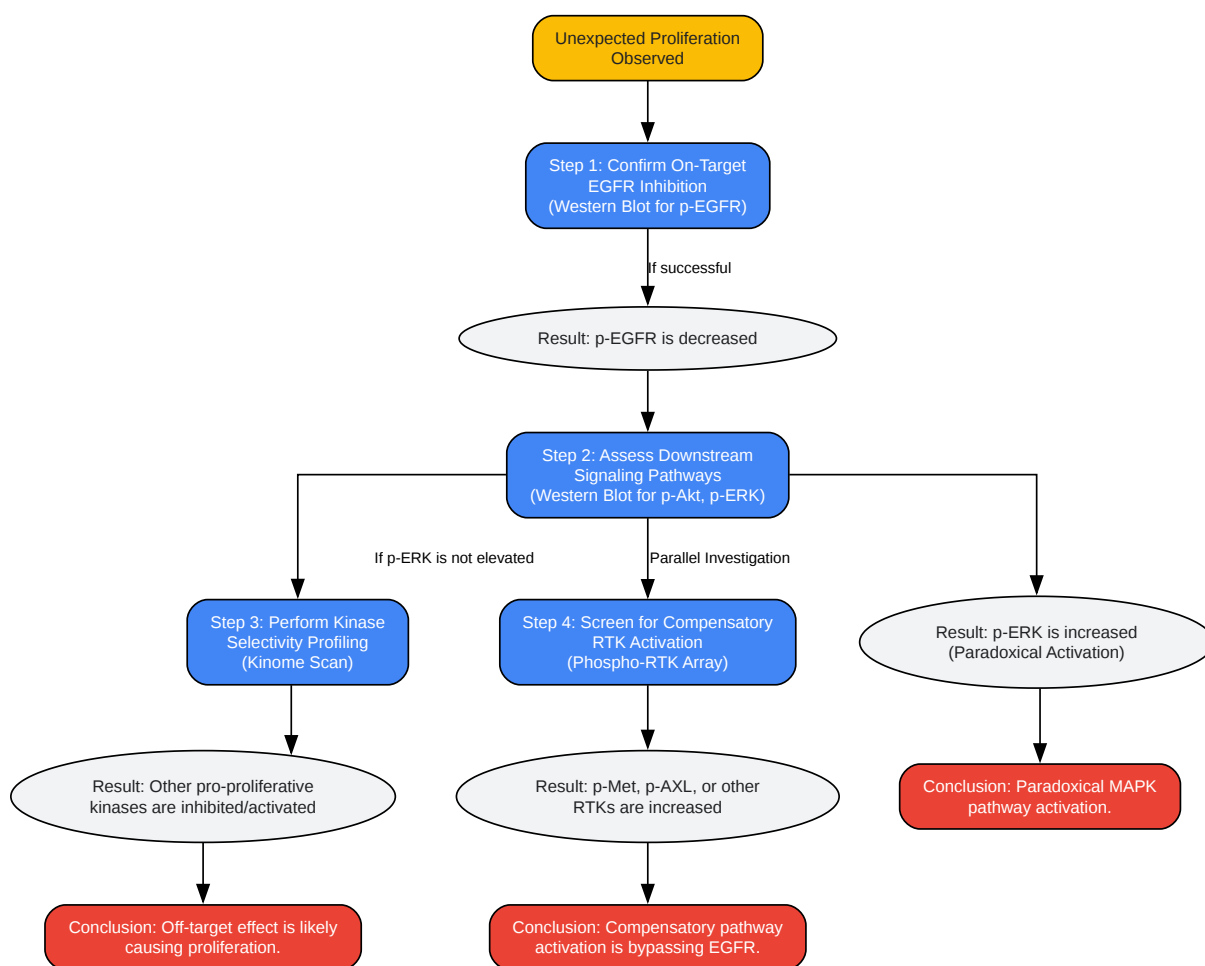 Unexpected Proliferation
Observed
Step 1: Confirm On-Target
EGFR Inhibition
(Western Blot for p-EGFR)
If successful
Result: p-EGFR is decreased
Step 2: Assess Downstream
Signaling Pathways
(Western Blot for p-Akt, p-ERK)
If p-ERK is not elevated
Parallel Investigation
Step 3: Perform Kinase
Selectivity Profiling
(Kinome Scan)
Step 4: Screen for Compensatory
RTK Activation
(Phospho-RTK Array)
Result: p-ERK is increased
(Paradoxical Activation)
Result: Other pro-proliferative
kinases are inhibited/activated
Result: p-Met, p-AXL, or other
RTKs are increased
Conclusion: Paradoxical MAPK
pathway activation.
Conclusion: Off-target effect is likely
causing proliferation.
Conclusion: Compensatory pathway
activation is bypassing EGFR.